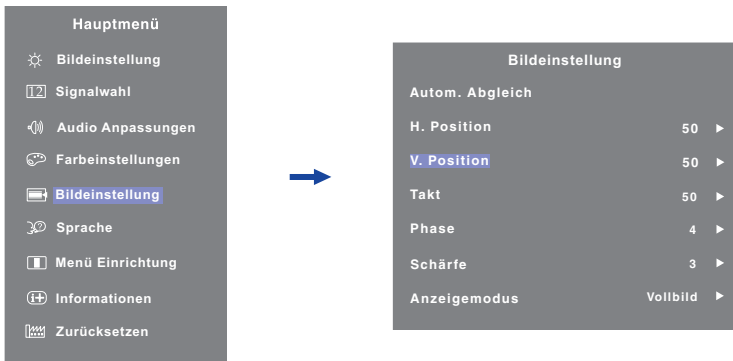 Hauptmenü
Bildeinstellung
12 Signalwahl
Audio Anpassungen
Farbeinstellungen
Bildeinstellung
Sprache
Menü Einrichtung
Informationen
Zurücksetzen
Bildeinstellung
Autom. Abgleich
H. Position 50
V. Position 50
Takt 50
Phase 4
Schärfe 3
Anzeigemodus Vollbild